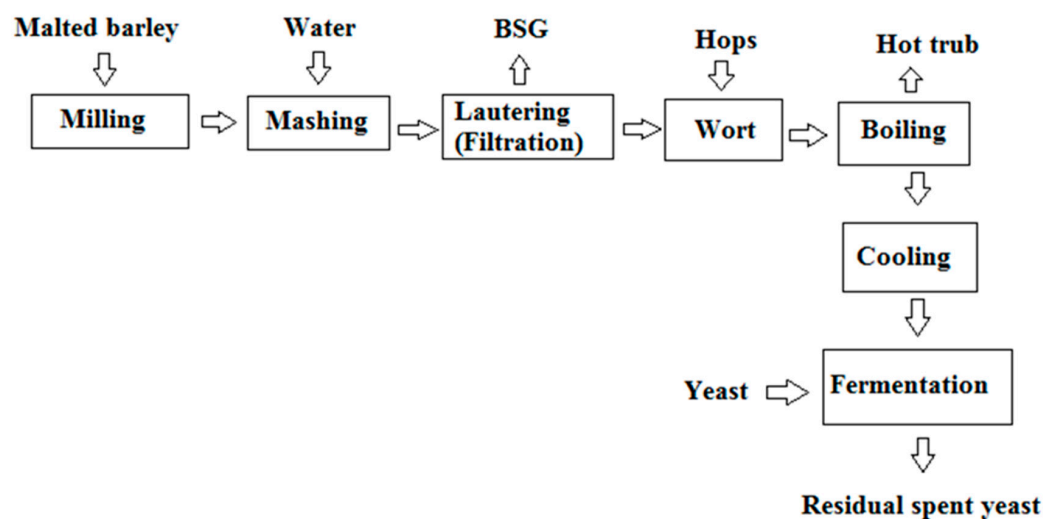 Malted barley
Water
BSG
Hops
Hot trub
Milling
Mashing
Lautering
(Filtration)
Wort
Boiling
Cooling
Yeast
Fermentation
Residual spent yeast